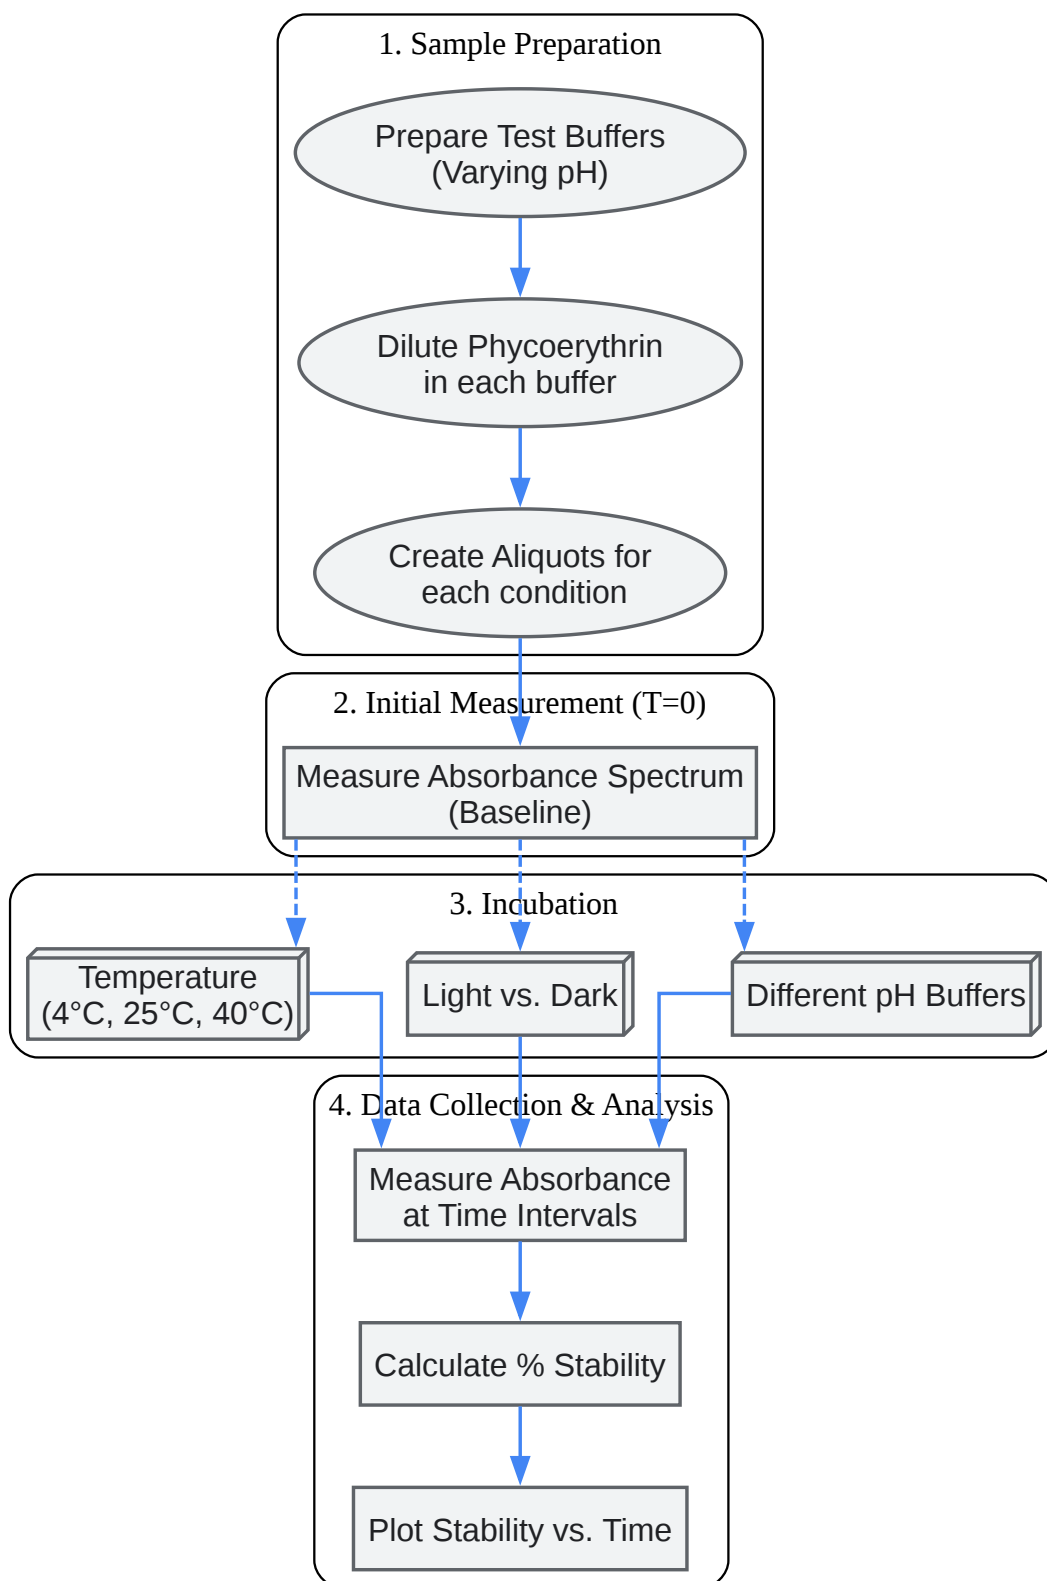 1. Sample Preparation
Prepare Test Buffers
(Varying pH)
Dilute Phycoerythrin
in each buffer
Create Aliquots for
each condition
2. Initial Measurement (T=0)
Measure Absorbance Spectrum
(Baseline)
3. Incubation
Temperature
(4°C, 25°C, 40°C)
Light vs. Dark
Different pH Buffers
4. Data Collection & Analysis
Measure Absorbance
at Time Intervals
Calculate % Stability
Plot Stability vs. Time